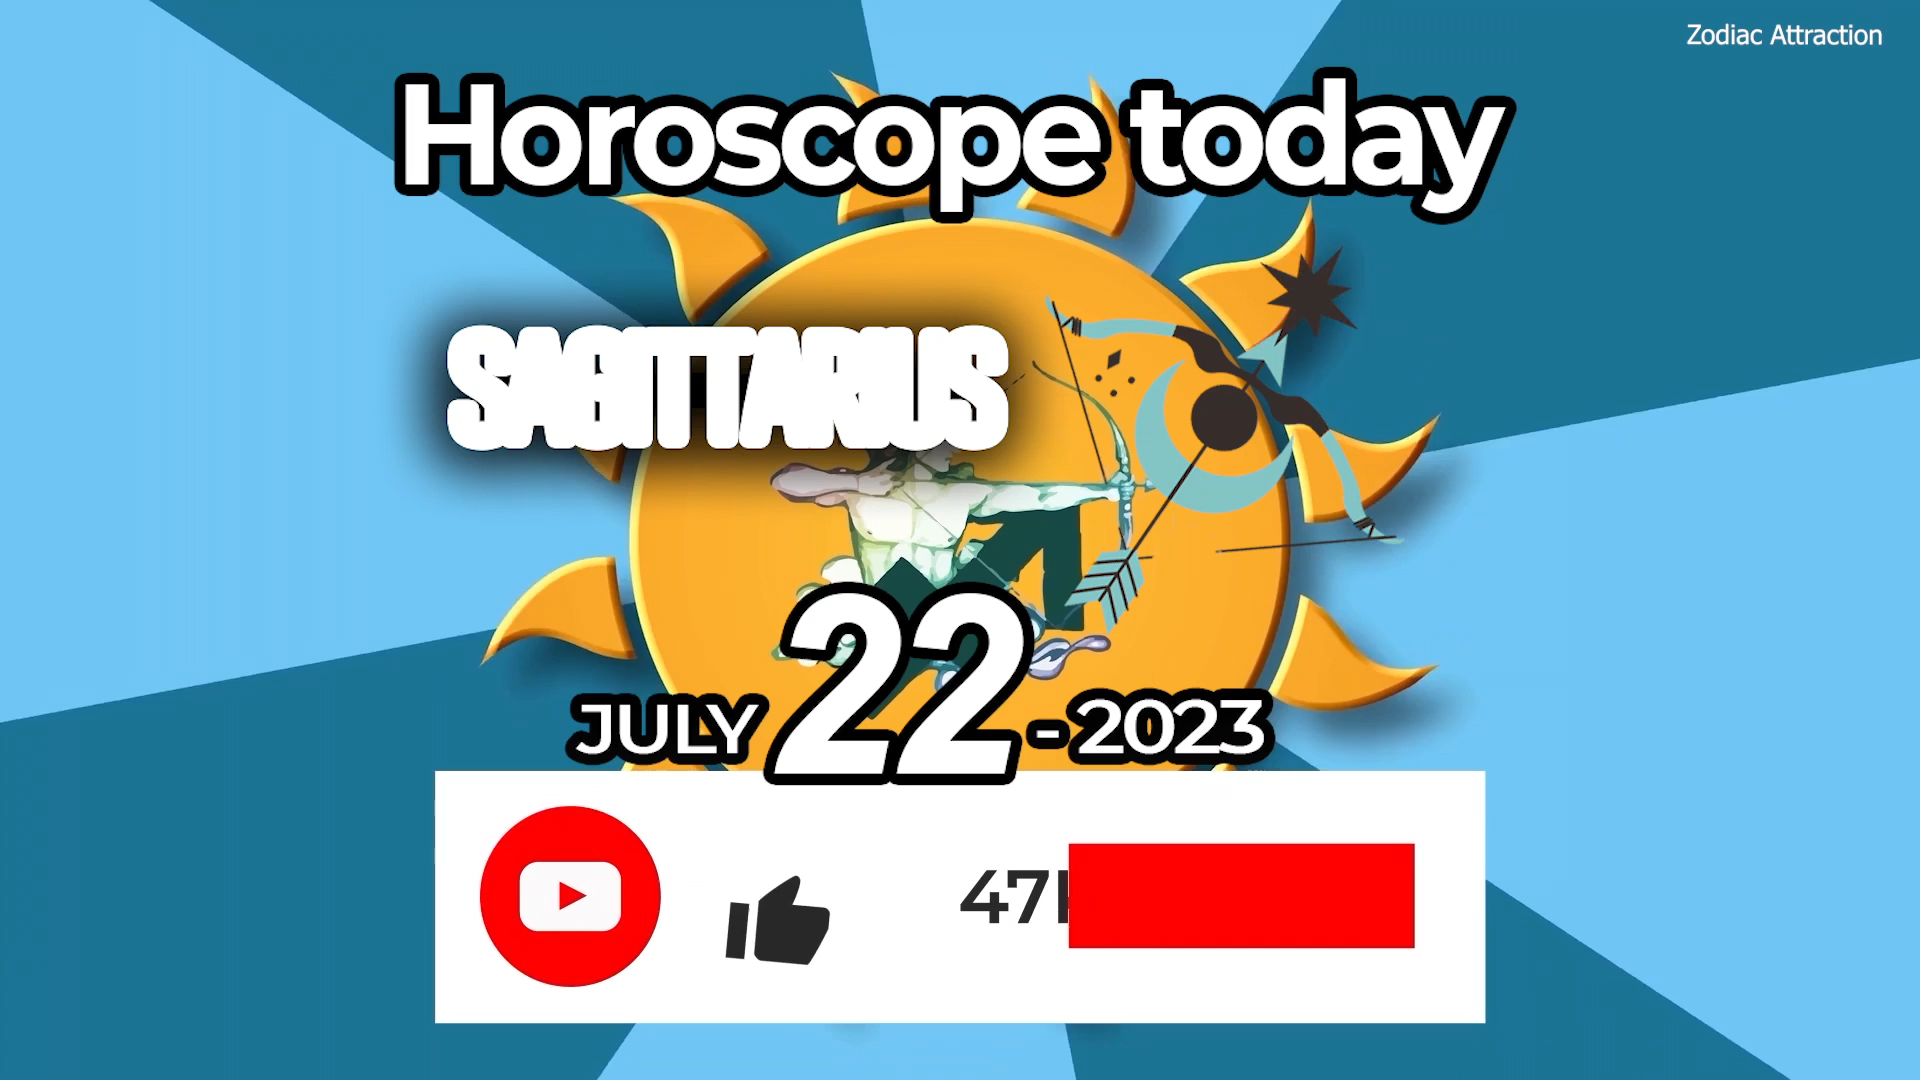 Zodiac Attraction
Horoscope today
SAGITTARIUS
JULY 22 - 2023
47